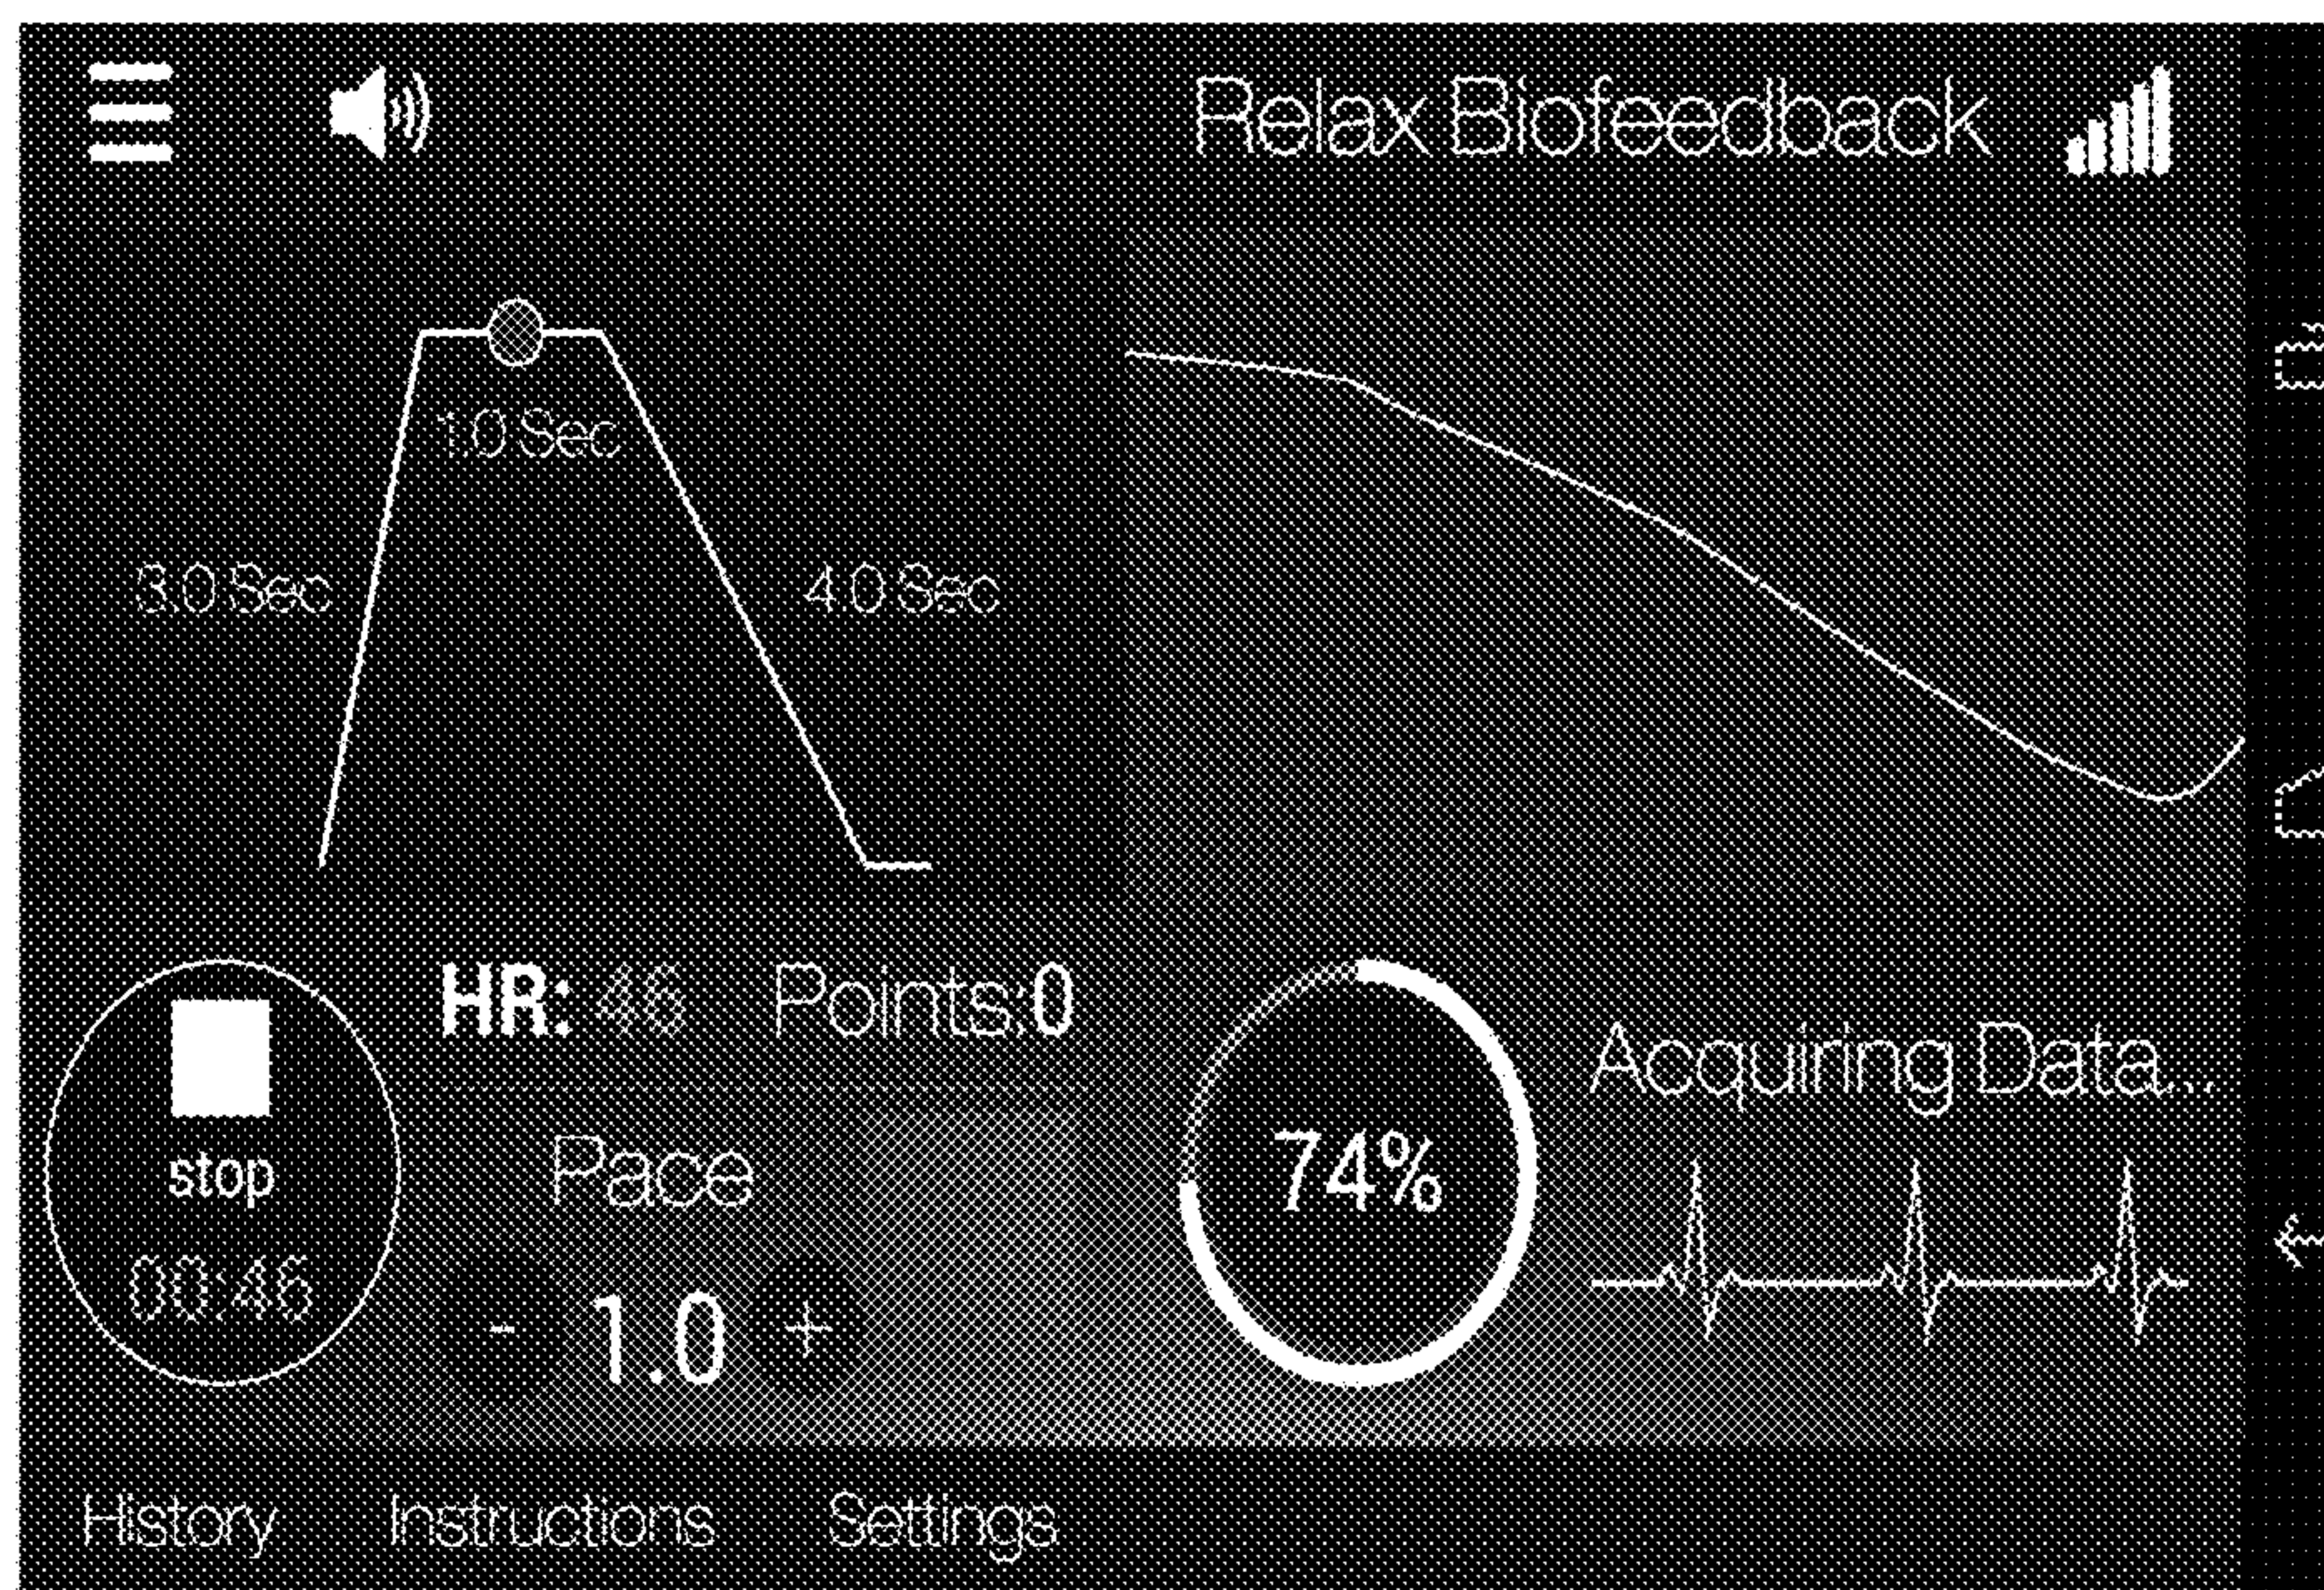 Relax Biofeedback
1.0 Sec
3.0 Sec
4.0 Sec
HR: 46 Points:0
stop
00:46
Pace
- 1.0 +
74%
Acquiring Data...
History Instructions Settings